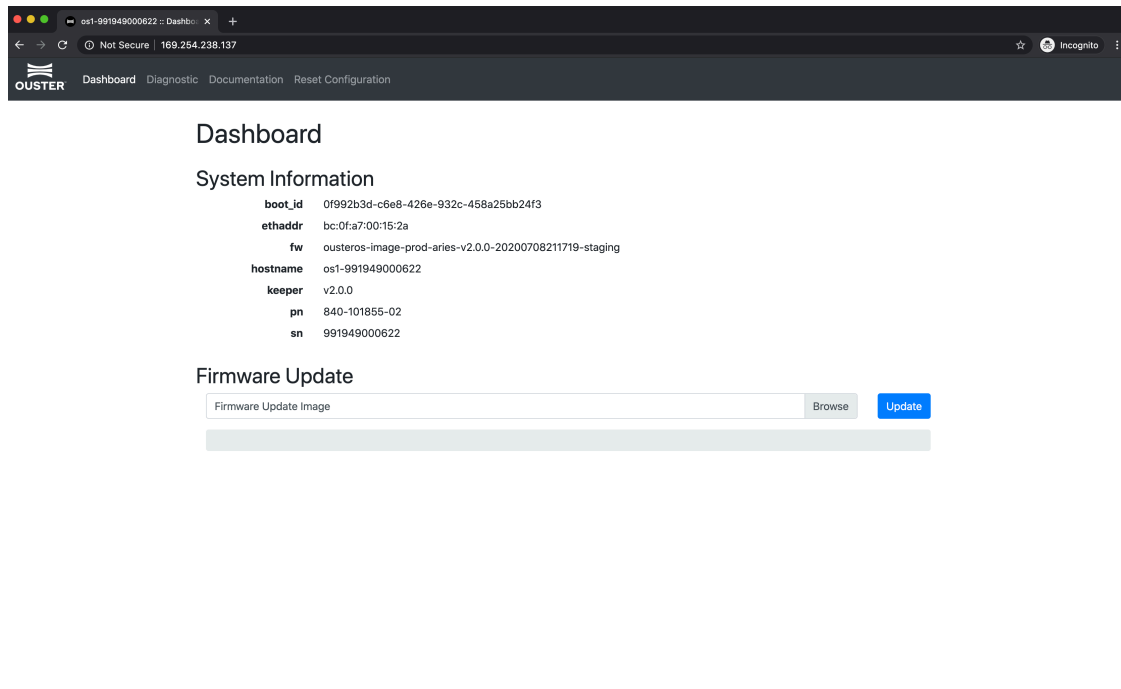 os1-991949000622 :: Dashbo
Not Secure | 169.254.238.137
Incognito
OUSTER
Dashboard Diagnostic Documentation Reset Configuration
Dashboard
System Information
boot_id 0f992b3d-c6e8-426e-932c-458a25bb24f3
ethaddr bc:0f:a7:00:15:2a
fw ousteros-image-prod-aries-v2.0.0-20200708211719-staging
hostname os1-991949000622
keeper v2.0.0
pn 840-101855-02
sn 991949000622
Firmware Update
Firmware Update Image Browse Update